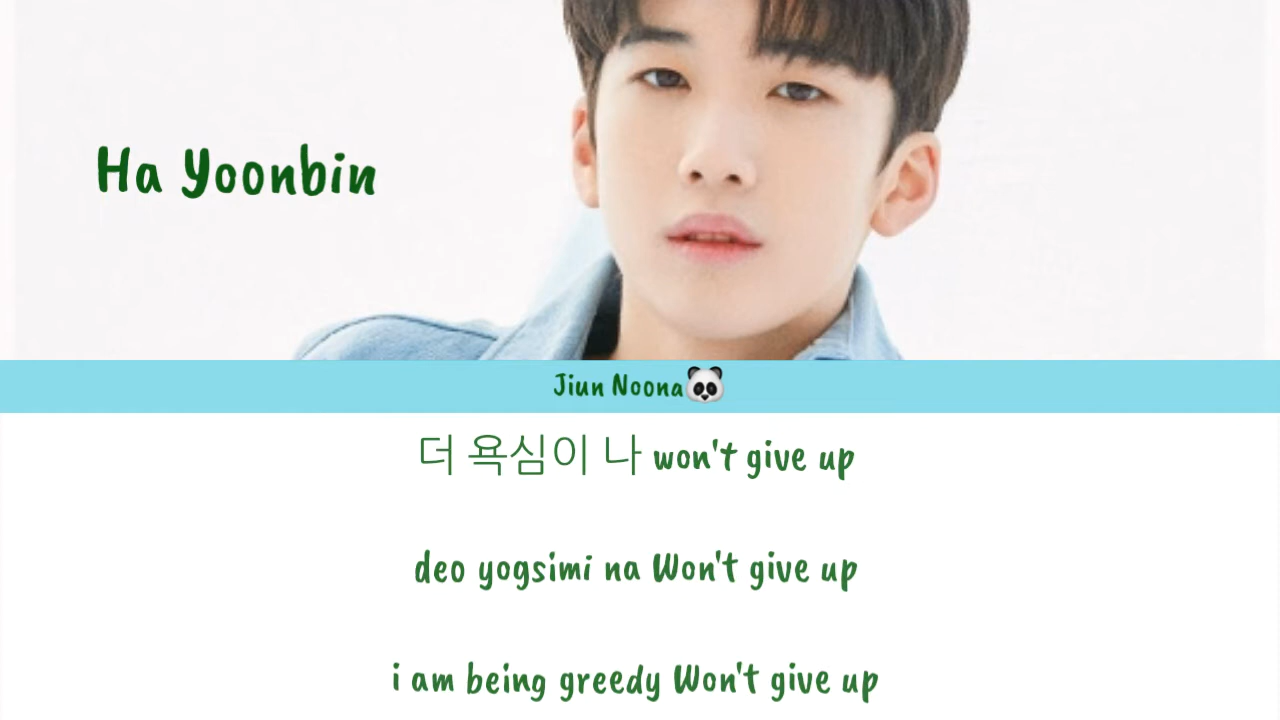 Ha Yoonbin
Jiun Noona🐼
더 욕심이 나 won't give up
deo yogsimi na Won't give up
i am being greedy Won't give up